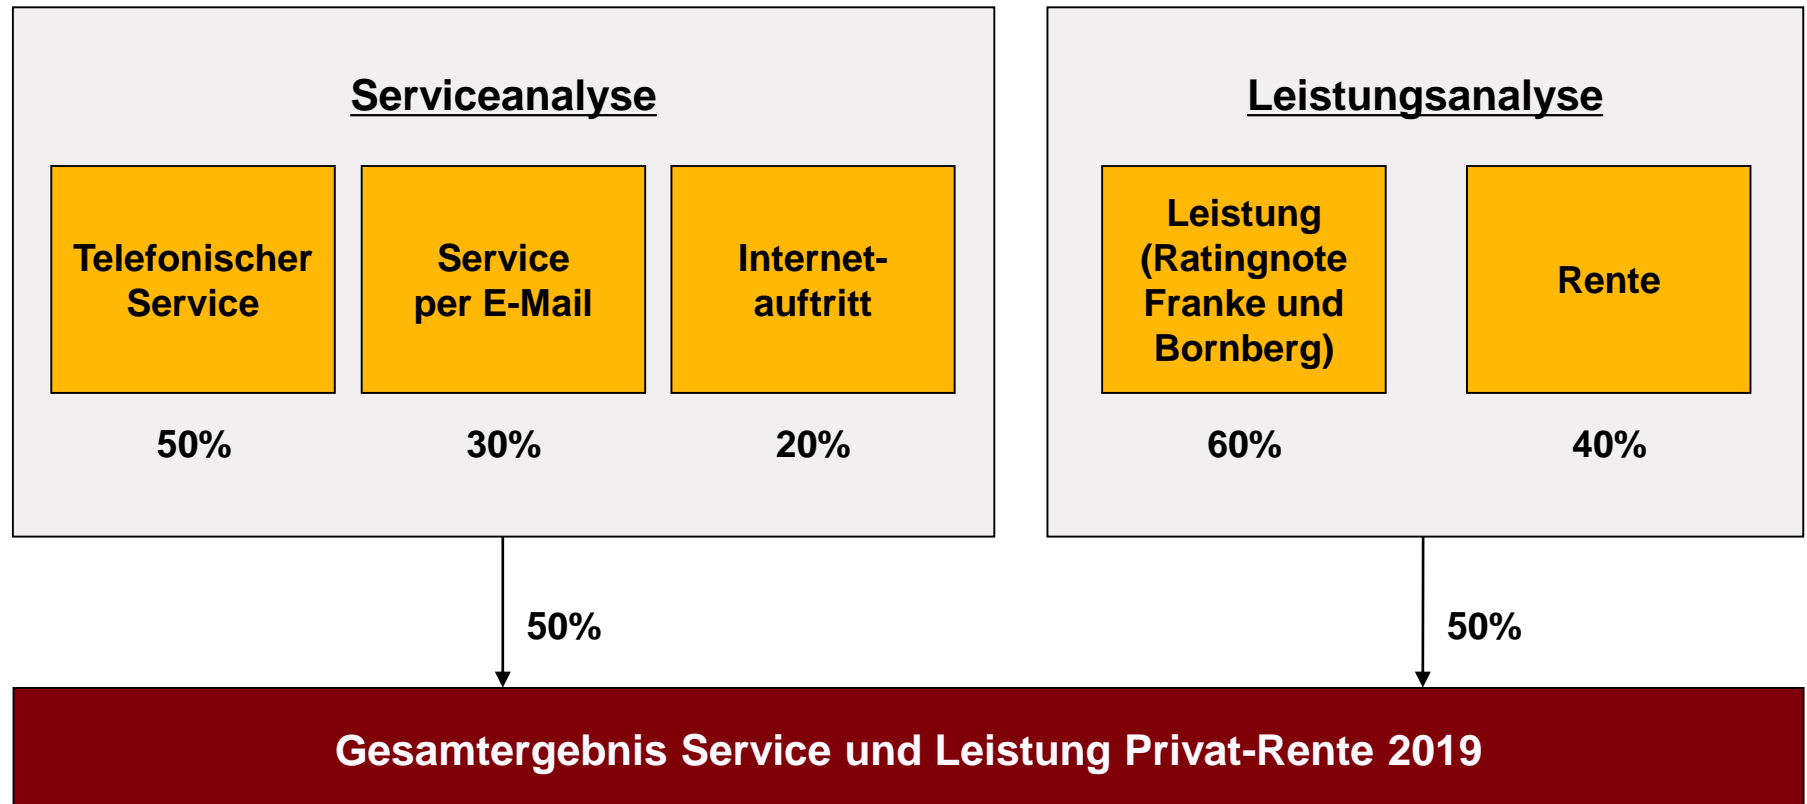 Serviceanalyse
Telefonischer
Service
50%
Service
per E-Mail
30%
Internet-
auftritt
20%
Leistungsanalyse
Leistung
(Ratingnote
Franke und
Bornberg)
60%
Rente
40%
50%
50%
Gesamtergebnis Service und Leistung Privat-Rente 2019